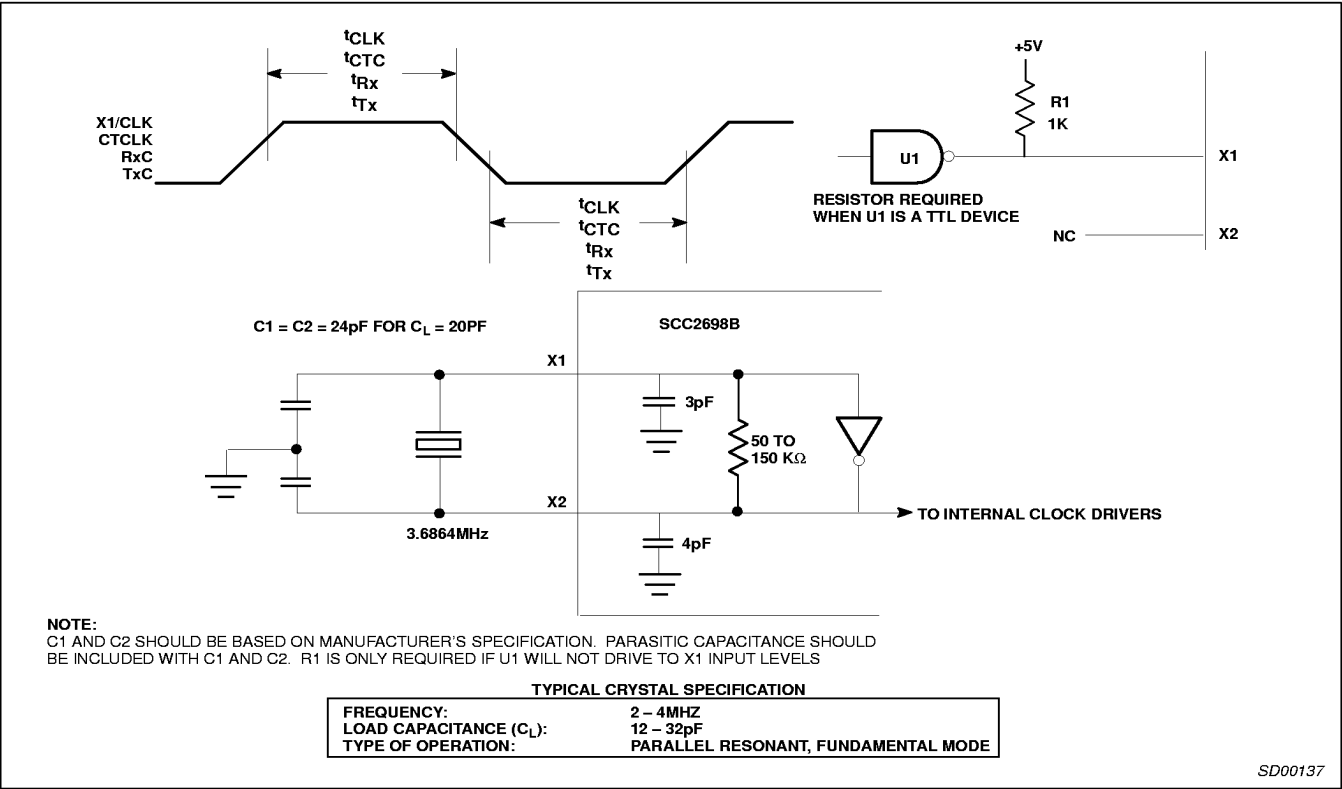 tCLK
tCTC
tRx
tTx
X1/CLK
CTCLK
RxC
TxC
tCLK
tCTC
tRx
tTx
+5V
R1
1K
U1
X1
RESISTOR REQUIRED
WHEN U1 IS A TTL DEVICE
NC
X2
C1 = C2 = 24pF FOR CL = 20PF
SCC2698B
X1
3pF
50 TO
150 KΩ
X2
3.6864MHz
4pF
TO INTERNAL CLOCK DRIVERS
NOTE:
C1 AND C2 SHOULD BE BASED ON MANUFACTURER'S SPECIFICATION. PARASITIC CAPACITANCE SHOULD
BE INCLUDED WITH C1 AND C2. R1 IS ONLY REQUIRED IF U1 WILL NOT DRIVE TO X1 INPUT LEVELS
TYPICAL CRYSTAL SPECIFICATION
FREQUENCY: 2 – 4MHZ
LOAD CAPACITANCE (CL): 12 – 32pF
TYPE OF OPERATION: PARALLEL RESONANT, FUNDAMENTAL MODE
SD00137